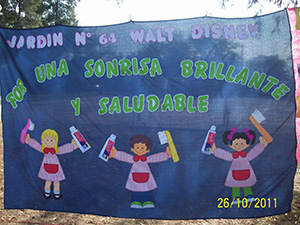 JARDIN N° 64 WALT DISNEY
POR UNA SONRISA BRILLANTE
Y SALUDABLE
26/10/2011